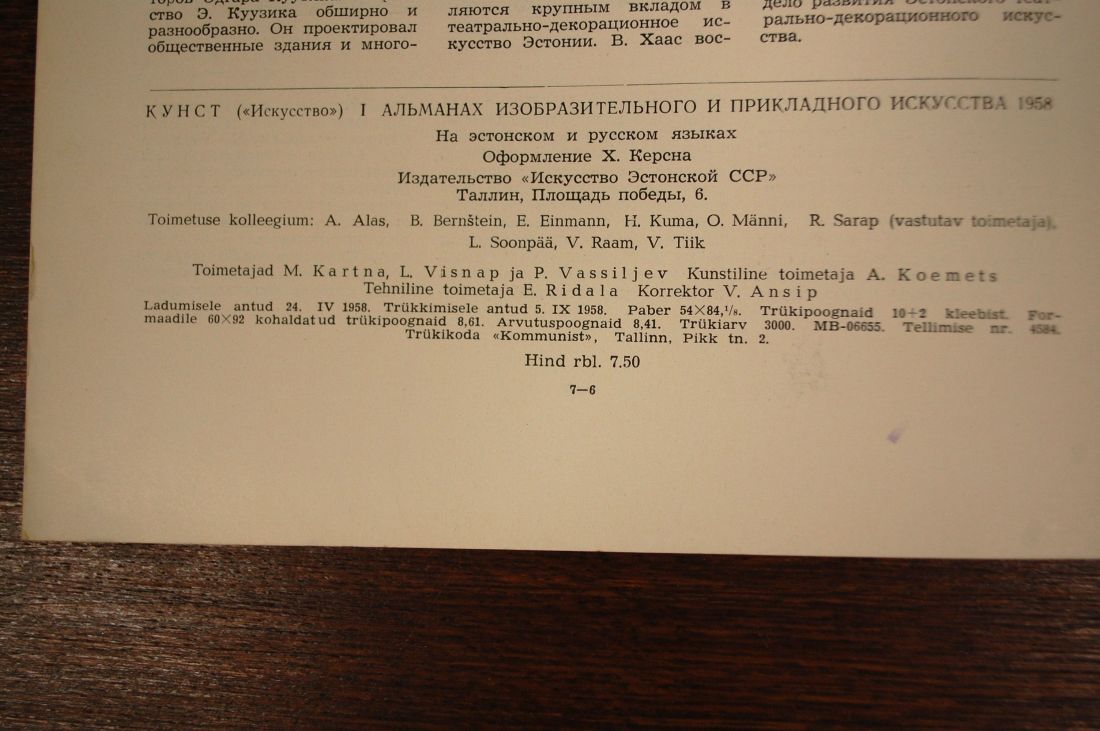 ство Э. Куузика обширно и
разнообразно. Он проектировал
общественные здания и много-
ляются крупным вкладом в
театрально-декорационное ис-
кусство Эстонии. В. Хаас вос-
дело развития Эстонского теат-
рально-декорационного искус-
ства.
КУНСТ («Искусство») I АЛЬМАНАХ ИЗОБРАЗИТЕЛЬНОГО И ПРИКЛАДНОГО ИСКУССТВА 1958
На эстонском и русском языках
Оформление Х. Керсна
Издательство «Искусство Эстонской ССР»
Таллин, Площадь победы, 6.
Toimetuse kolleegium: A. Alas, B. Bernštein, E. Einmann, H. Kuma, O. Männi, R. Sarap (vastutav toimetaja),
L. Soonpää, V. Raam, V. Tiik
Toimetajad M. Kartna, L. Visnap ja P. Vassiljev Kunstiline toimetaja A. Koemets
Tehniline toimetaja E. Ridala Korrektor V. Ansip
Ladumisele antud 24. IV 1958. Trükkimisele antud 5. IX 1958. Paber 54×84,¹/₈. Trükipoognaid 10+2 kleebist. For-
maadile 60×92 kohaldatud trükipoognaid 8,61. Arvutuspoognaid 8,41. Trükiarv 3000. MB-06655. Tellimise nr. 4584.
Trükikoda «Kommunist», Tallinn, Pikk tn. 2.
Hind rbl. 7.50
7—6